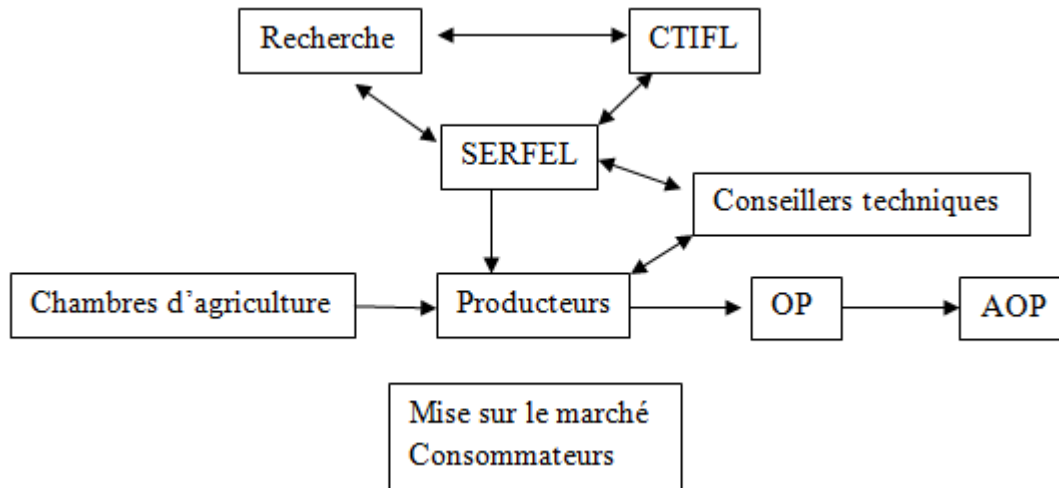 Recherche
CTIFL
SERFEL
Conseillers techniques
Chambres d’agriculture
Producteurs
OP
AOP
Mise sur le marché
Consommateurs